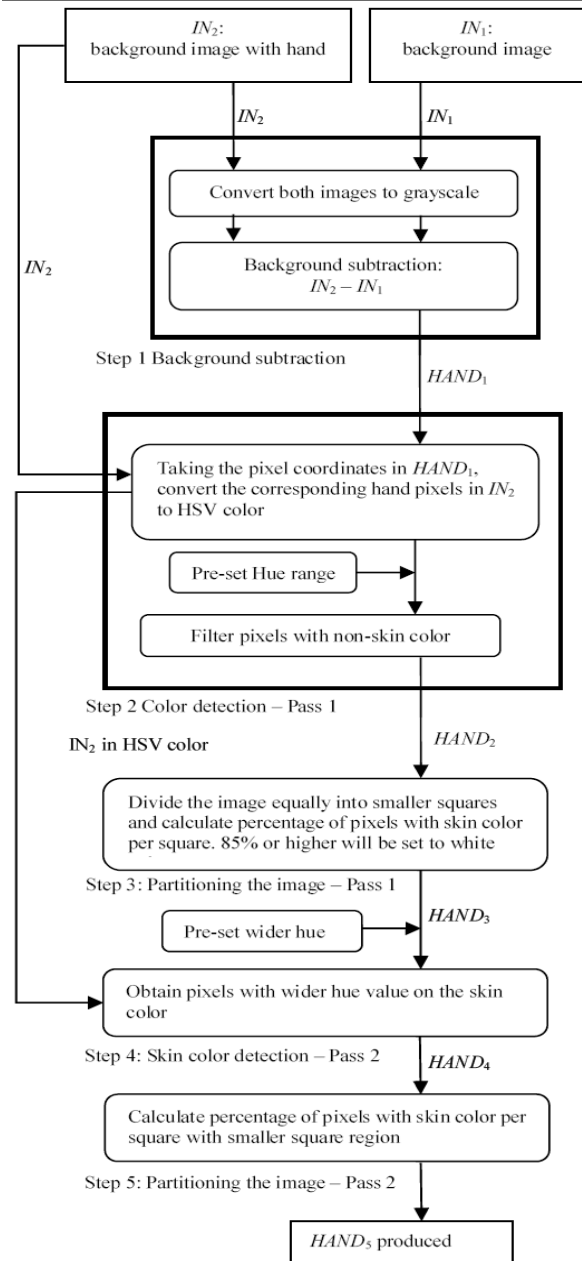 IN₂:
background image with hand
IN₁:
background image
IN₂
IN₁
Convert both images to grayscale
Background subtraction:
IN₂ – IN₁
IN₂
Step 1 Background subtraction
HAND₁
Taking the pixel coordinates in HAND₁,
convert the corresponding hand pixels in IN₂
to HSV color
Pre-set Hue range
Filter pixels with non-skin color
Step 2 Color detection – Pass 1
IN₂ in HSV color
HAND₂
Divide the image equally into smaller squares
and calculate percentage of pixels with skin color
per square. 85% or higher will be set to white
Step 3: Partitioning the image – Pass 1
HAND₃
Pre-set wider hue
Obtain pixels with wider hue value on the skin
color
Step 4: Skin color detection – Pass 2
HAND₄
Calculate percentage of pixels with skin color per
square with smaller square region
Step 5: Partitioning the image – Pass 2
HAND₅ produced